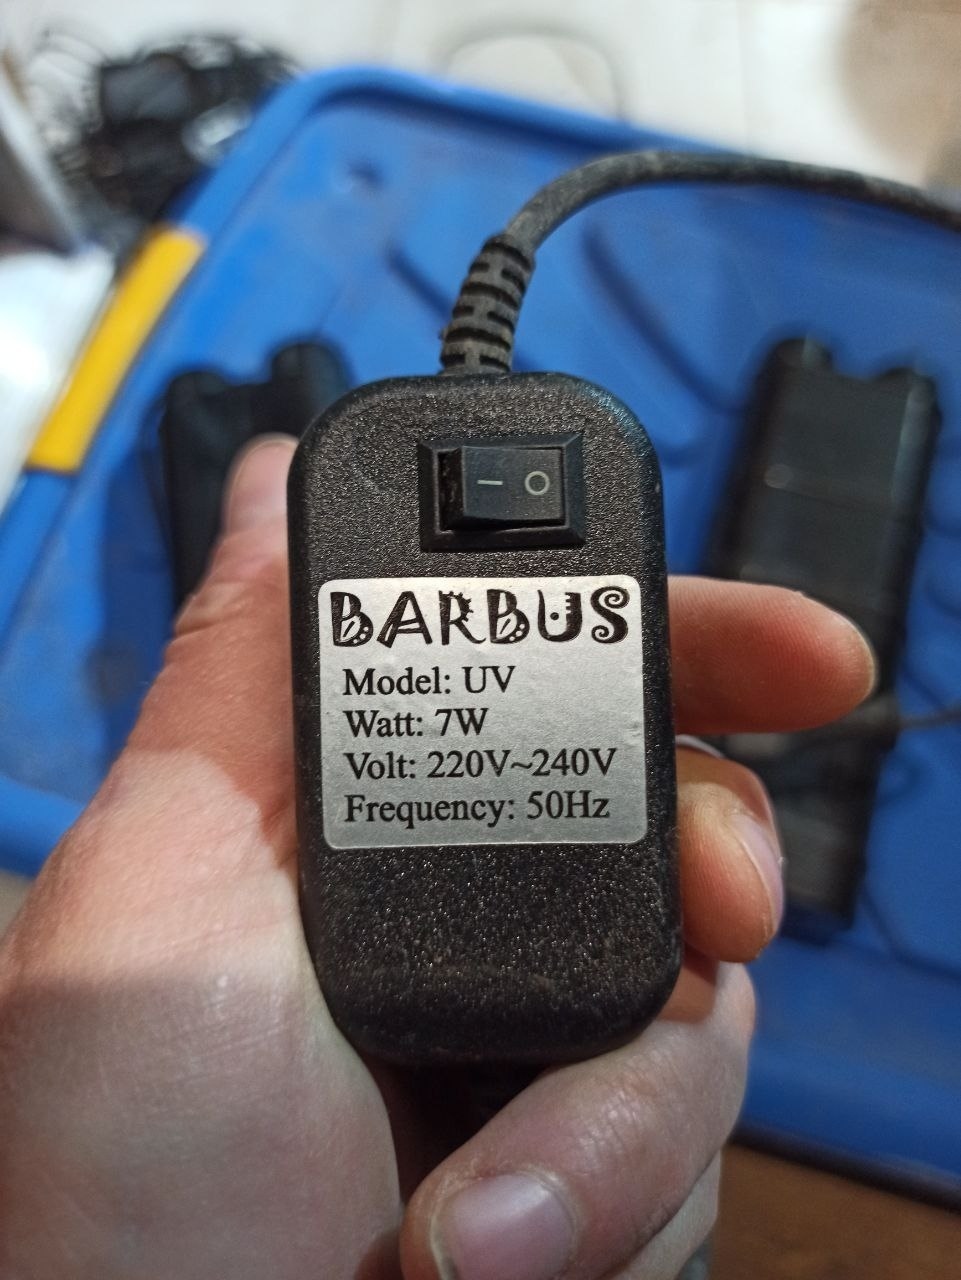 — O
BARBUS
Model: UV
Watt: 7W
Volt: 220V~240V
Frequency: 50Hz